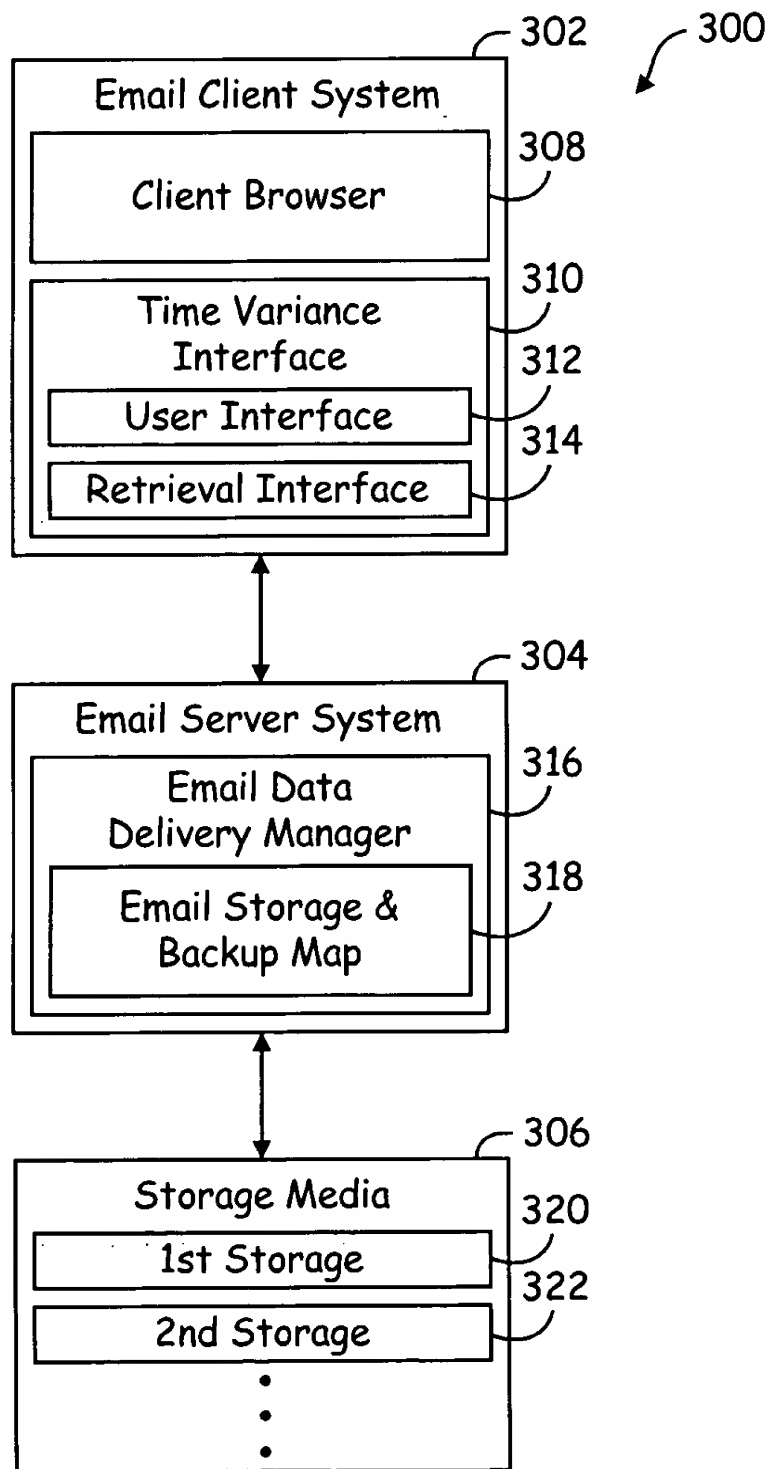 302
300
Email Client System
308
Client Browser
310
Time Variance
Interface
312
User Interface
314
Retrieval Interface
304
Email Server System
316
Email Data
Delivery Manager
318
Email Storage &
Backup Map
306
Storage Media
320
1st Storage
322
2nd Storage